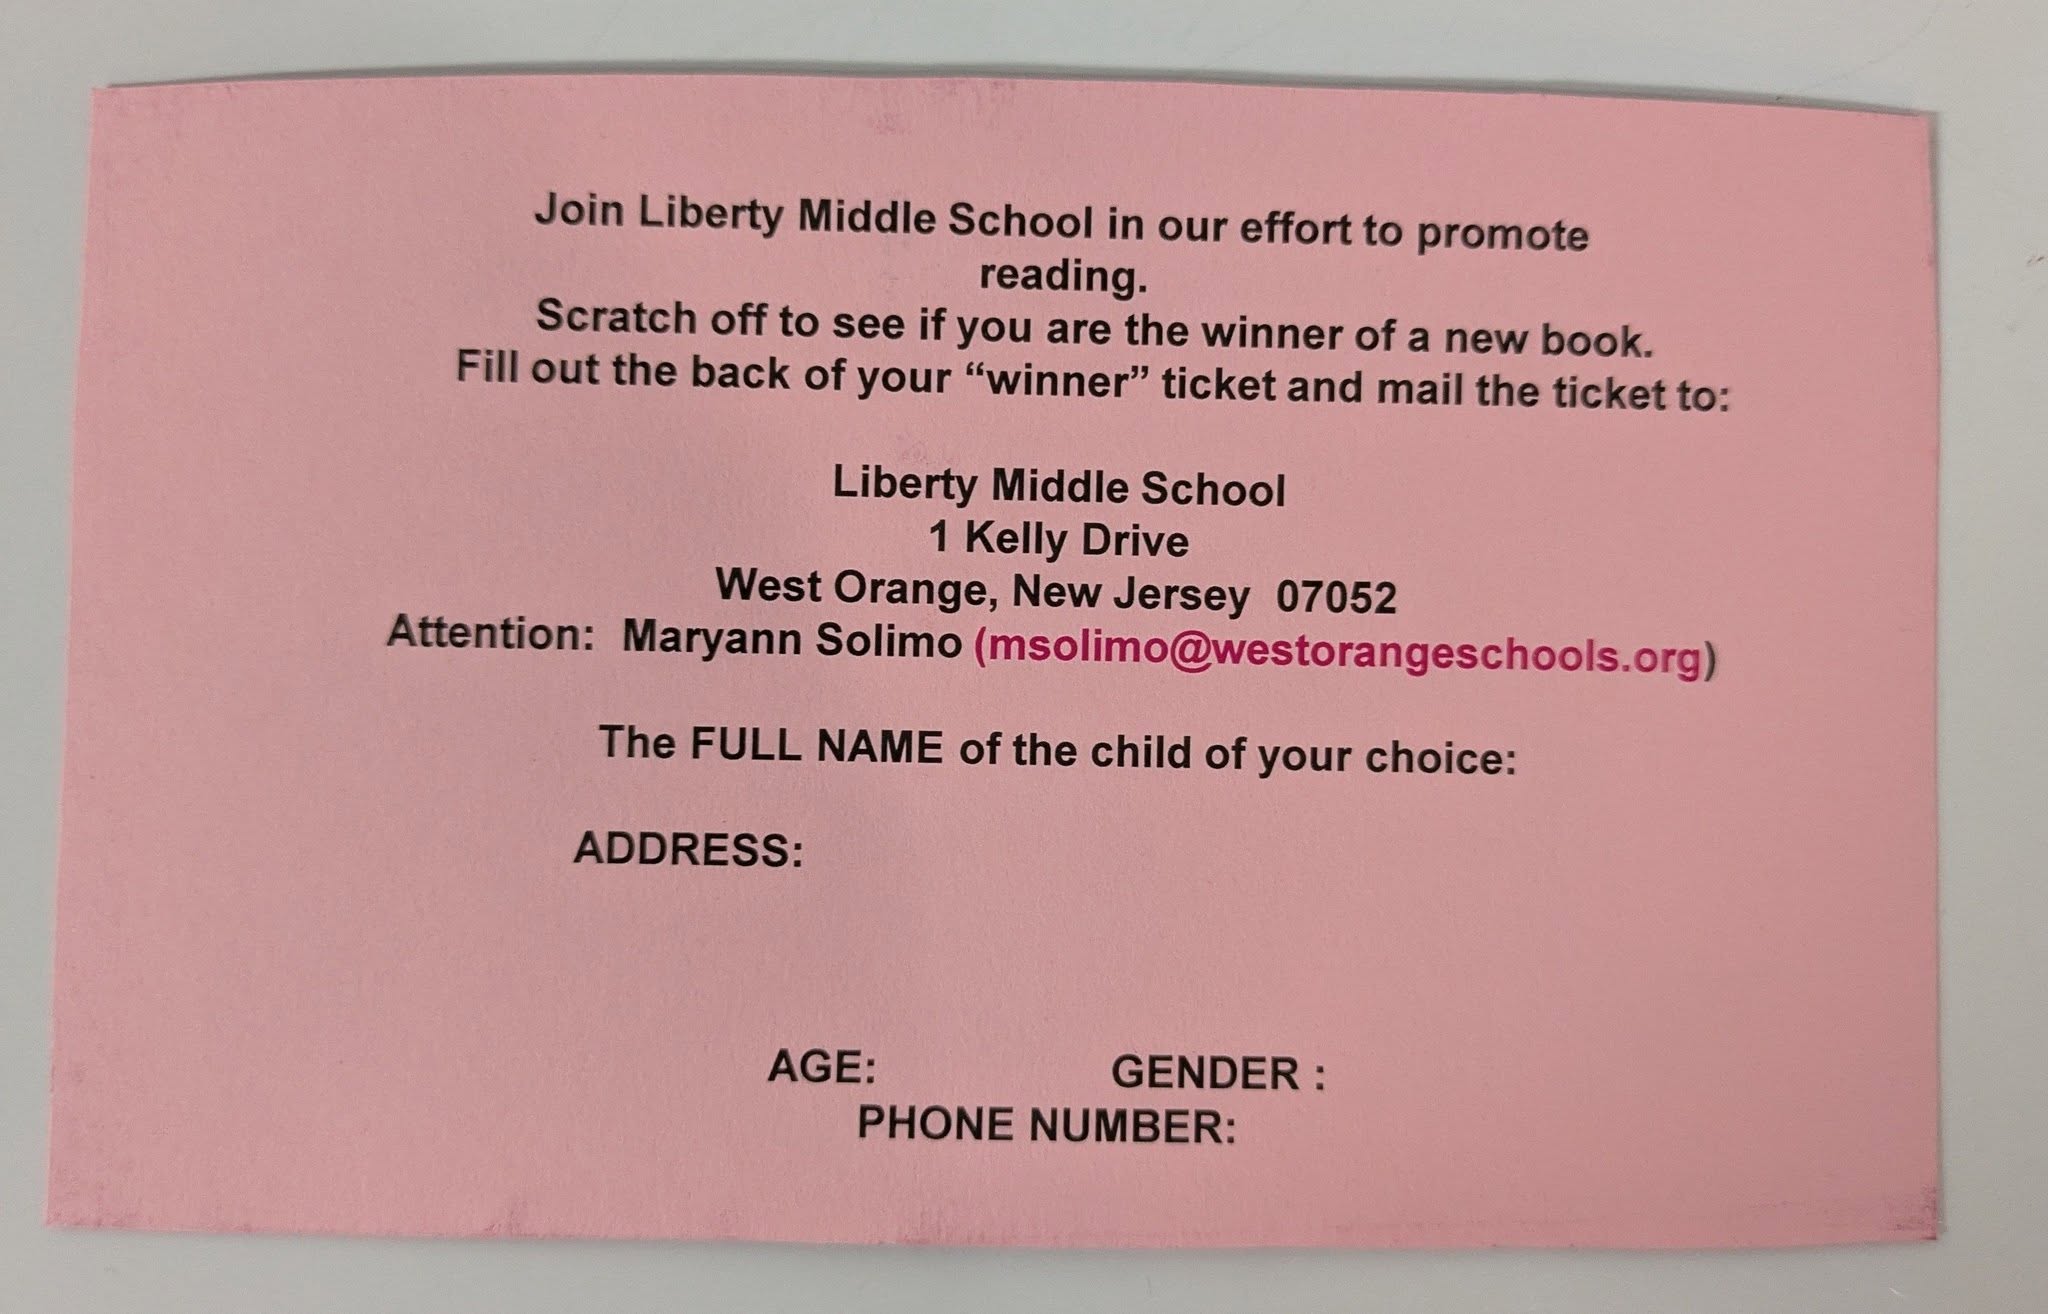 Join Liberty Middle School in our effort to promote
reading.
Scratch off to see if you are the winner of a new book.
Fill out the back of your “winner” ticket and mail the ticket to:
Liberty Middle School
1 Kelly Drive
West Orange, New Jersey  07052
Attention:  Maryann Solimo (msolimo@westorangeschools.org)
The FULL NAME of the child of your choice:
ADDRESS:
AGE: GENDER :
PHONE NUMBER: